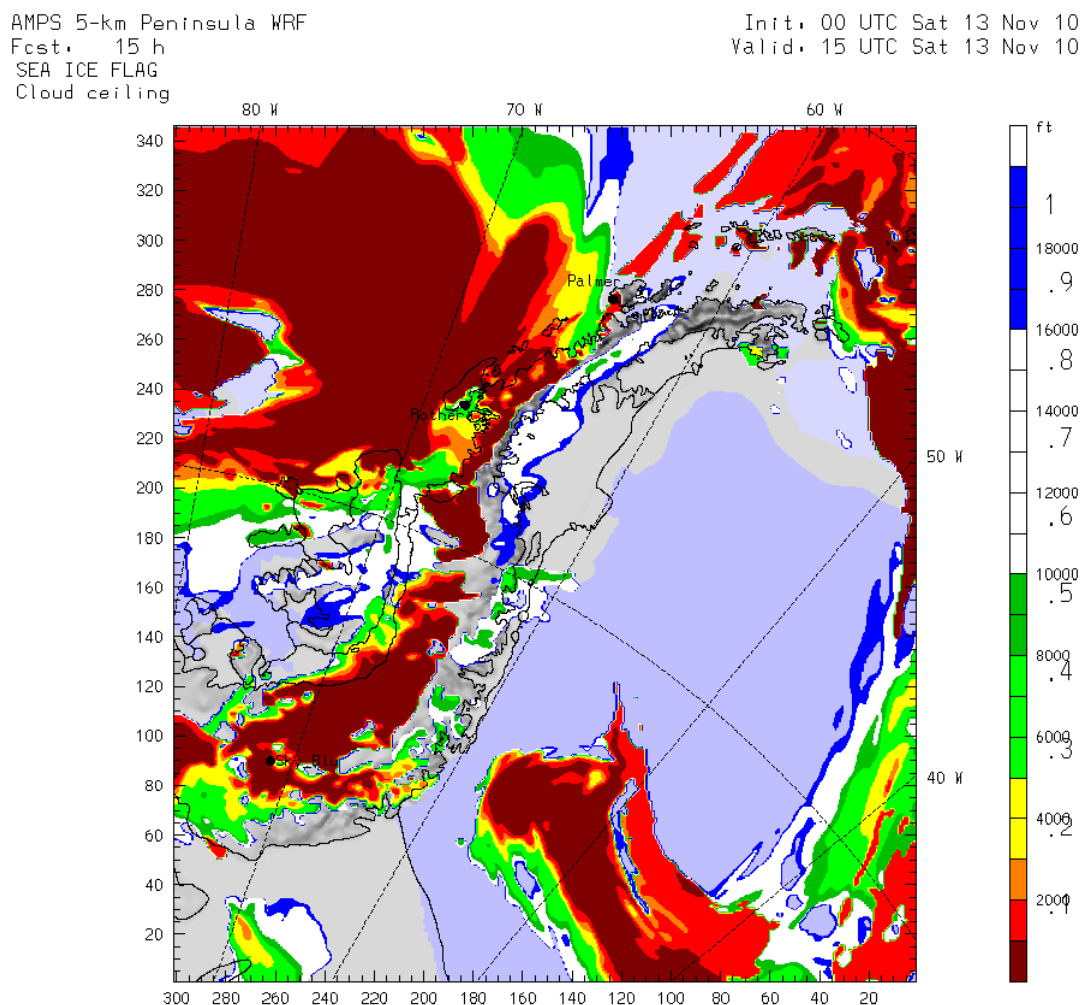 AMPS 5-km Peninsula WRF
Init: 00 UTC Sat 13 Nov 10
Fcst: 15 h
Valid: 15 UTC Sat 13 Nov 10
SEA ICE FLAG
Cloud ceiling
80 W
70 W
60 W
ft
340
320
300
280
260
240
220
200
180
160
140
120
100
80
60
40
20
Palmer
Rothera
Sky Blu
50 W
40 W
1
18000
.9
16000
.8
14000
.7
12000
.6
10000
.5
8000
.4
6000
.3
4000
.2
2000
.1
300 280 260 240 220 200 180 160 140 120 100 80 60 40 20